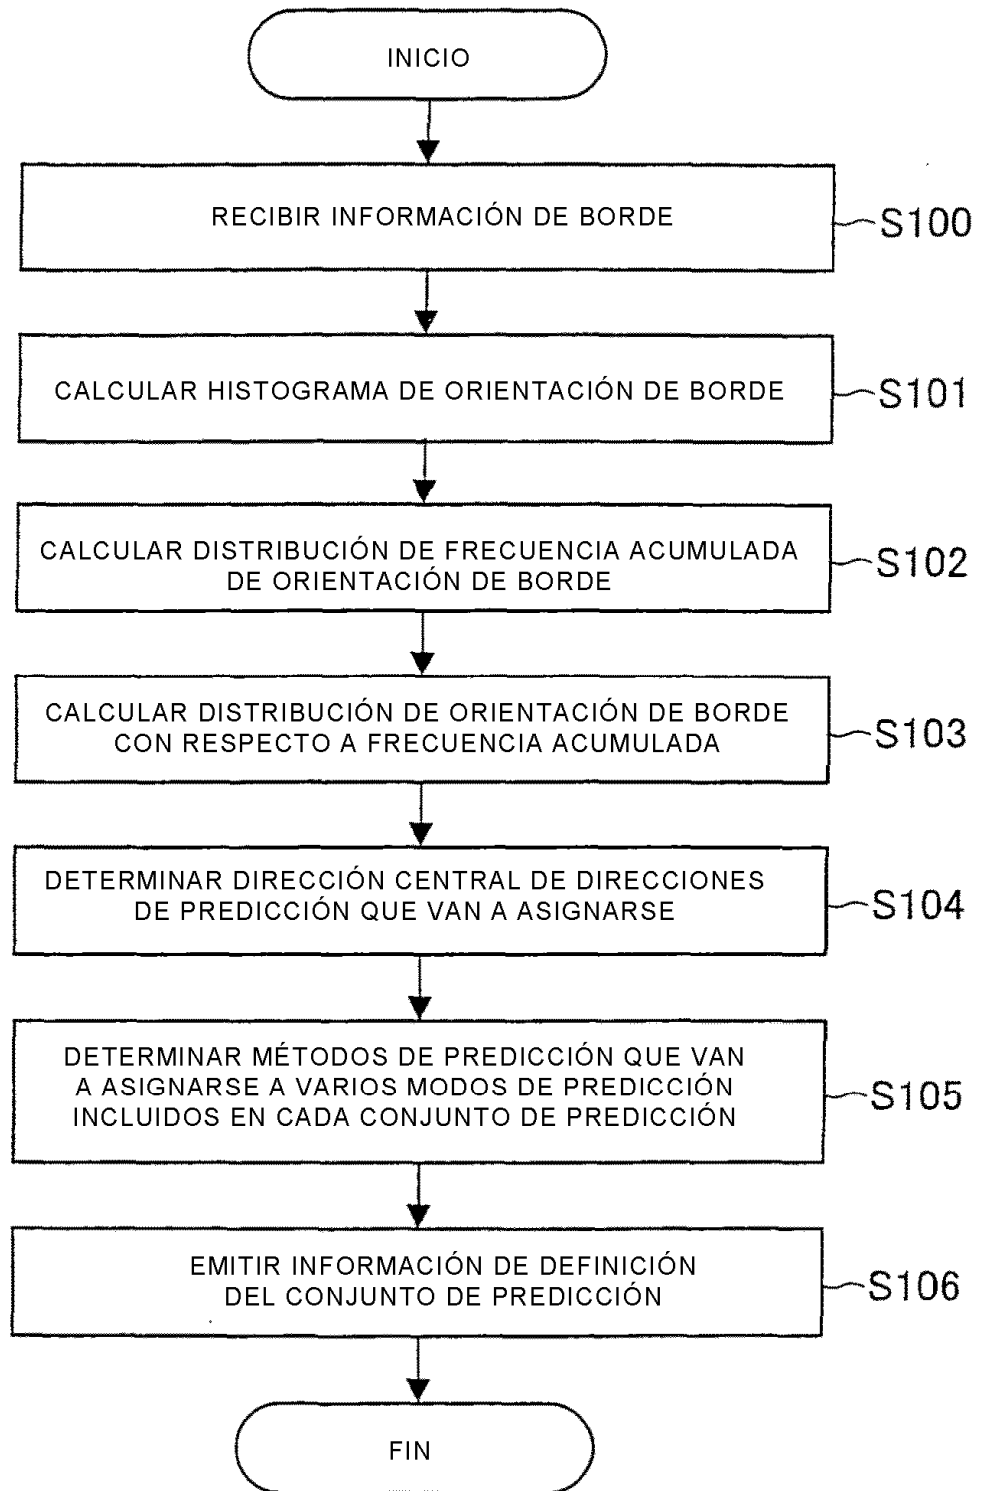 INICIO
RECIBIR INFORMACIÓN DE BORDE
S100
CALCULAR HISTOGRAMA DE ORIENTACIÓN DE BORDE
S101
CALCULAR DISTRIBUCIÓN DE FRECUENCIA ACUMULADA
DE ORIENTACIÓN DE BORDE
S102
CALCULAR DISTRIBUCIÓN DE ORIENTACIÓN DE BORDE
CON RESPECTO A FRECUENCIA ACUMULADA
S103
DETERMINAR DIRECCIÓN CENTRAL DE DIRECCIONES
DE PREDICCIÓN QUE VAN A ASIGNARSE
S104
DETERMINAR MÉTODOS DE PREDICCIÓN QUE VAN
A ASIGNARSE A VARIOS MODOS DE PREDICCIÓN
INCLUIDOS EN CADA CONJUNTO DE PREDICCIÓN
S105
EMITIR INFORMACIÓN DE DEFINICIÓN
DEL CONJUNTO DE PREDICCIÓN
S106
FIN